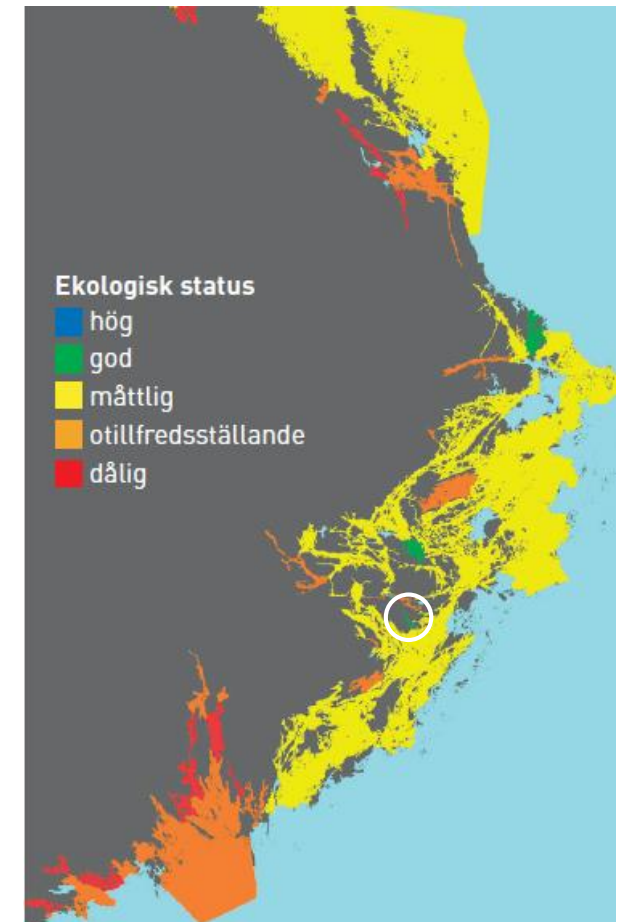 Ekologisk status
hög
god
måttlig
otillfredsställande
dålig